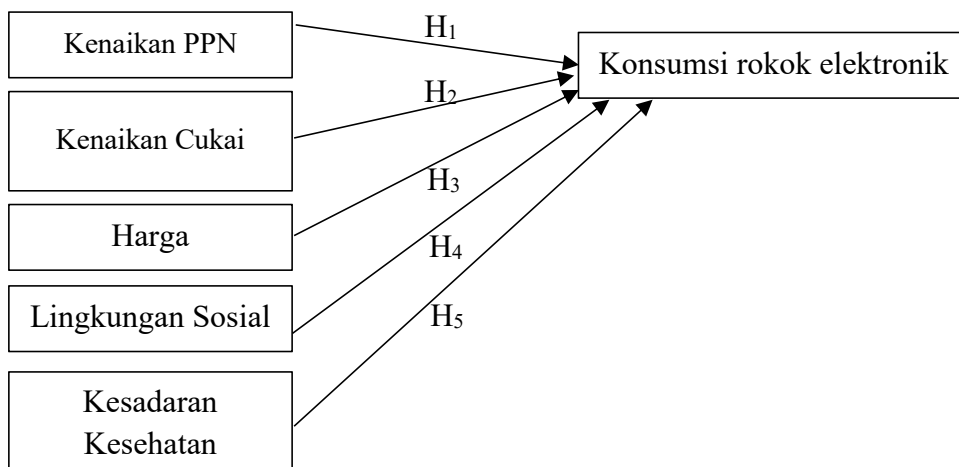 Kenaikan PPN
H₁
Konsumsi rokok elektronik
Kenaikan Cukai
H₂
Harga
H₃
Lingkungan Sosial
H₄
Kesadaran
Kesehatan
H₅